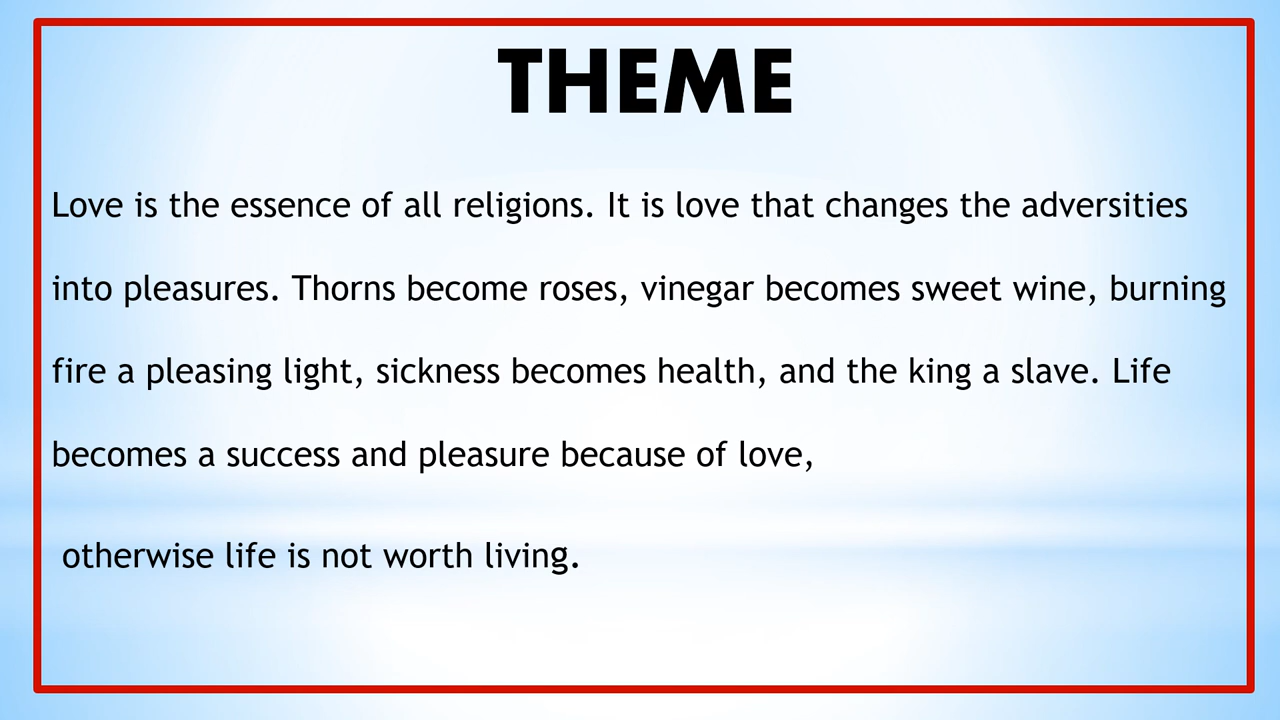 THEME
Love is the essence of all religions. It is love that changes the adversities
into pleasures. Thorns become roses, vinegar becomes sweet wine, burning
fire a pleasing light, sickness becomes health, and the king a slave. Life
becomes a success and pleasure because of love,
otherwise life is not worth living.